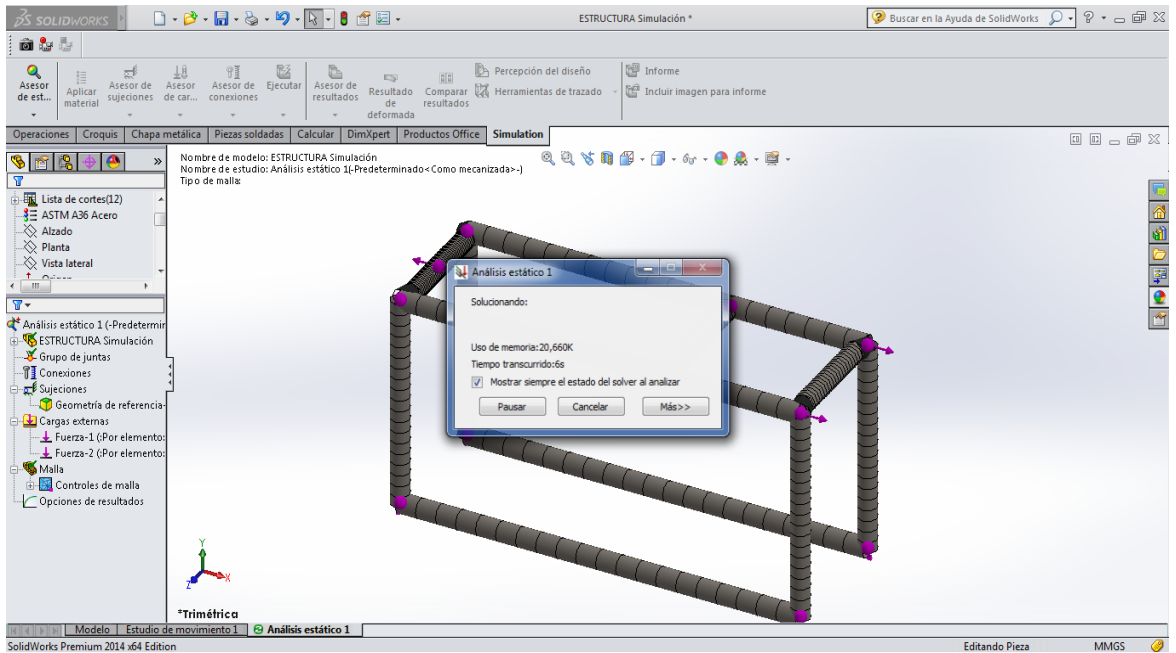 SOLIDWORKS
ESTRUCTURA Simulación *
Buscar en la Ayuda de SolidWorks
Asesor de est...
Aplicar material
Asesor de sujeciones
Asesor de car...
Asesor de conexiones
Ejecutar
Asesor de resultados
Resultado de deformada
Comparar resultados
Percepción del diseño
Herramientas de trazado
Informe
Incluir imagen para informe
Operaciones
Croquis
Chapa metálica
Piezas soldadas
Calcular
DimXpert
Productos Office
Simulation
Lista de cortes(12)
ASTM A36 Acero
Alzado
Planta
Vista lateral
Análisis estático 1 (-Predetermin
ESTRUCTURA Simulación
Grupo de juntas
Conexiones
Sujeciones
Geometría de referencia-
Cargas externas
Fuerza-1 (:Por elemento:
Fuerza-2 (:Por elemento:
Malla
Controles de malla
Opciones de resultados
Nombre de modelo: ESTRUCTURA Simulación
Nombre de estudio: Análisis estático 1(-Predeterminado<Como mecanizada>-)
Tipo de malla:
Análisis estático 1
Solucionando:
Uso de memoria:20,660K
Tiempo transcurrido:6s
Mostrar siempre el estado del solver al analizar
Pausar
Cancelar
Más>>
Y
X
Z
*Trimétrica
Modelo
Estudio de movimiento 1
Análisis estático 1
SolidWorks Premium 2014 x64 Edition
Editando Pieza
MMGS